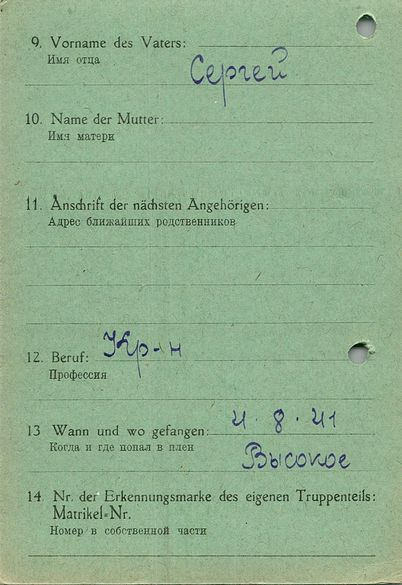 9. Vorname des Vaters:
Имя отца
Сергей
10. Name der Mutter:
Имя матери
11. Anschrift der nächsten Angehörigen:
Адрес ближайших родственников
Кр-н
12. Beruf:
Профессия
4.8.41
13 Wann und wo gefangen:
Когда и где попал в плен
Высокое
14. Nr. der Erkennungsmarke des eigenen Truppenteils:
Matrikel-Nr.
Номер в собственной части